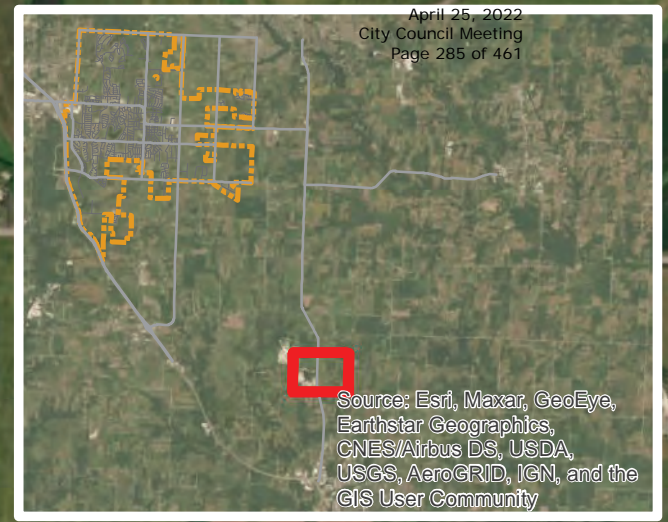 April 25, 2022
City Council Meeting
Page 285 of 461
Source: Esri, Maxar, GeoEye,
Earthstar Geographics,
CNES/Airbus DS, USDA,
USGS, AeroGRID, IGN, and the
GIS User Community